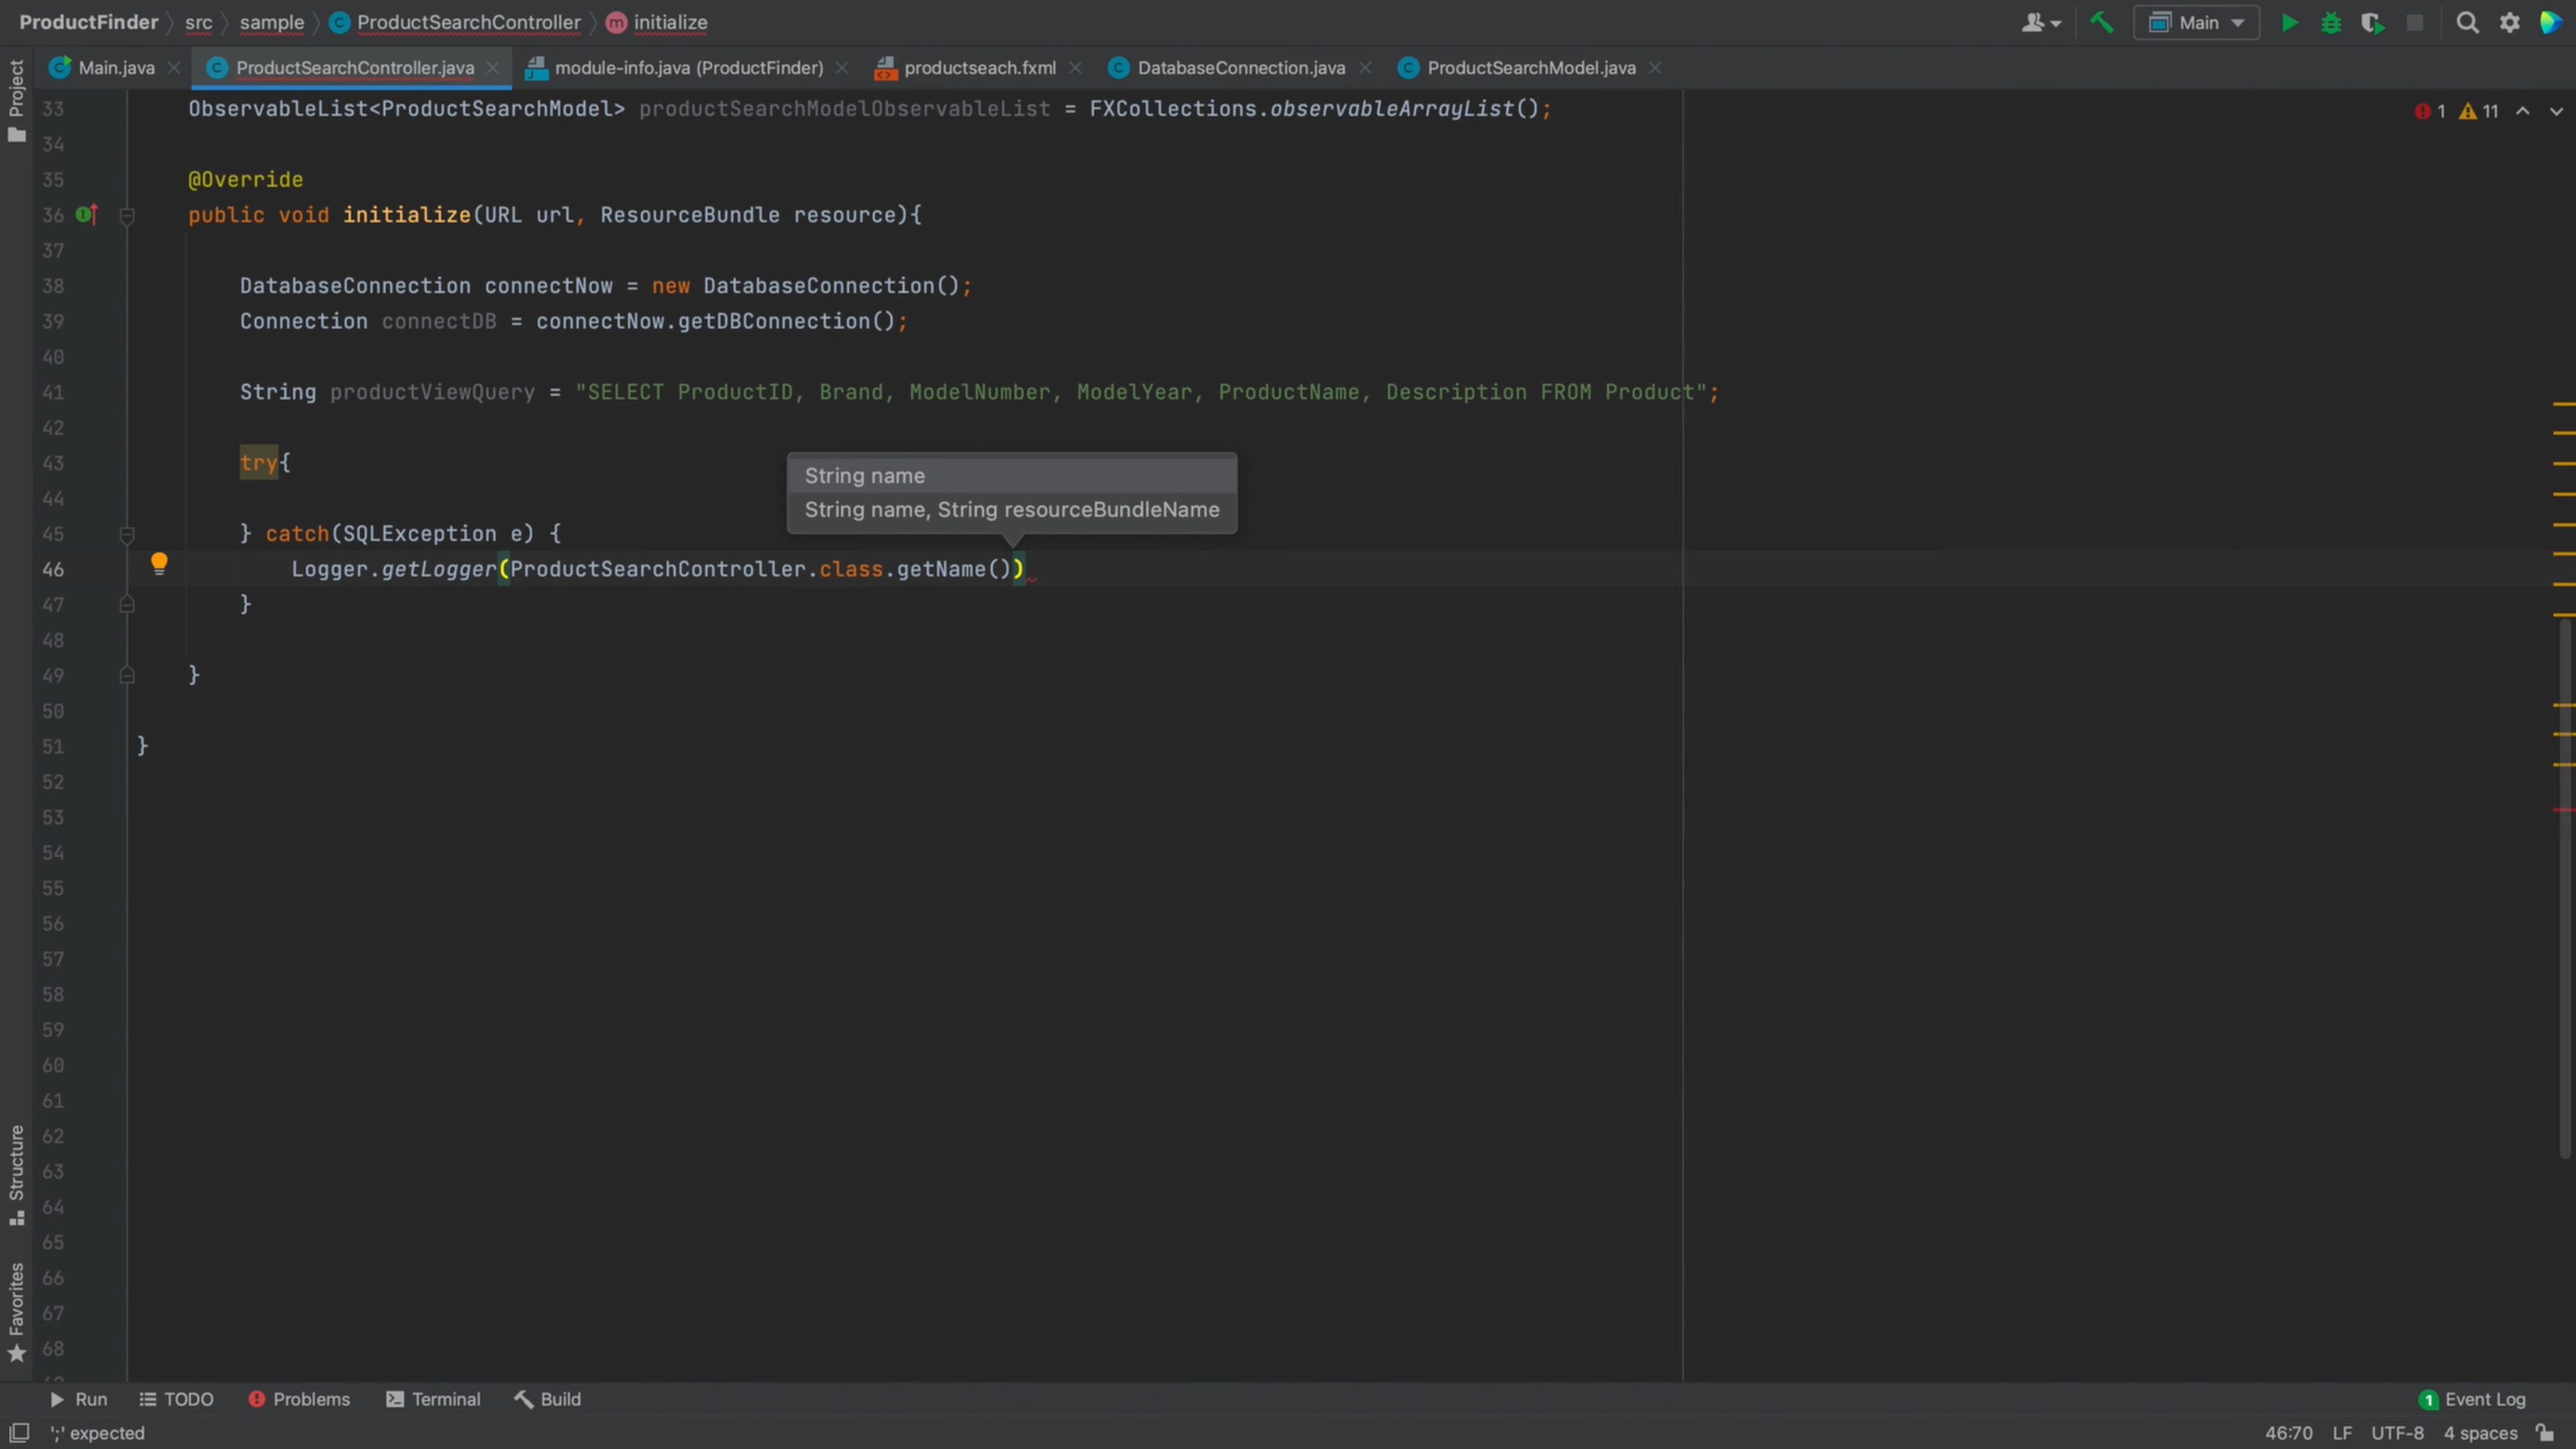 ProductFinder src sample ProductSearchController initialize Main
Main.java ProductSearchController.java module-info.java (ProductFinder) productseach.fxml DatabaseConnection.java ProductSearchModel.java
Project
33 ObservableList<ProductSearchModel> productSearchModelObservableList = FXCollections.observableArrayList(); 1 11
34
35 @Override
36 public void initialize(URL url, ResourceBundle resource){
37
38 DatabaseConnection connectNow = new DatabaseConnection();
39 Connection connectDB = connectNow.getDBConnection();
40
41 String productViewQuery = "SELECT ProductID, Brand, ModelNumber, ModelYear, ProductName, Description FROM Product";
42
43 try{
String name
44
String name, String resourceBundleName
45 } catch(SQLException e) {
46 Logger.getLogger(ProductSearchController.class.getName())
47 }
48
49 }
50
51 }
52
53
54
55
56
57
58
59
60
61
62
63
64
65
66
67
68
Structure
Favorites
Run TODO Problems Terminal Build 1 Event Log
';' expected 46:70 LF UTF-8 4 spaces